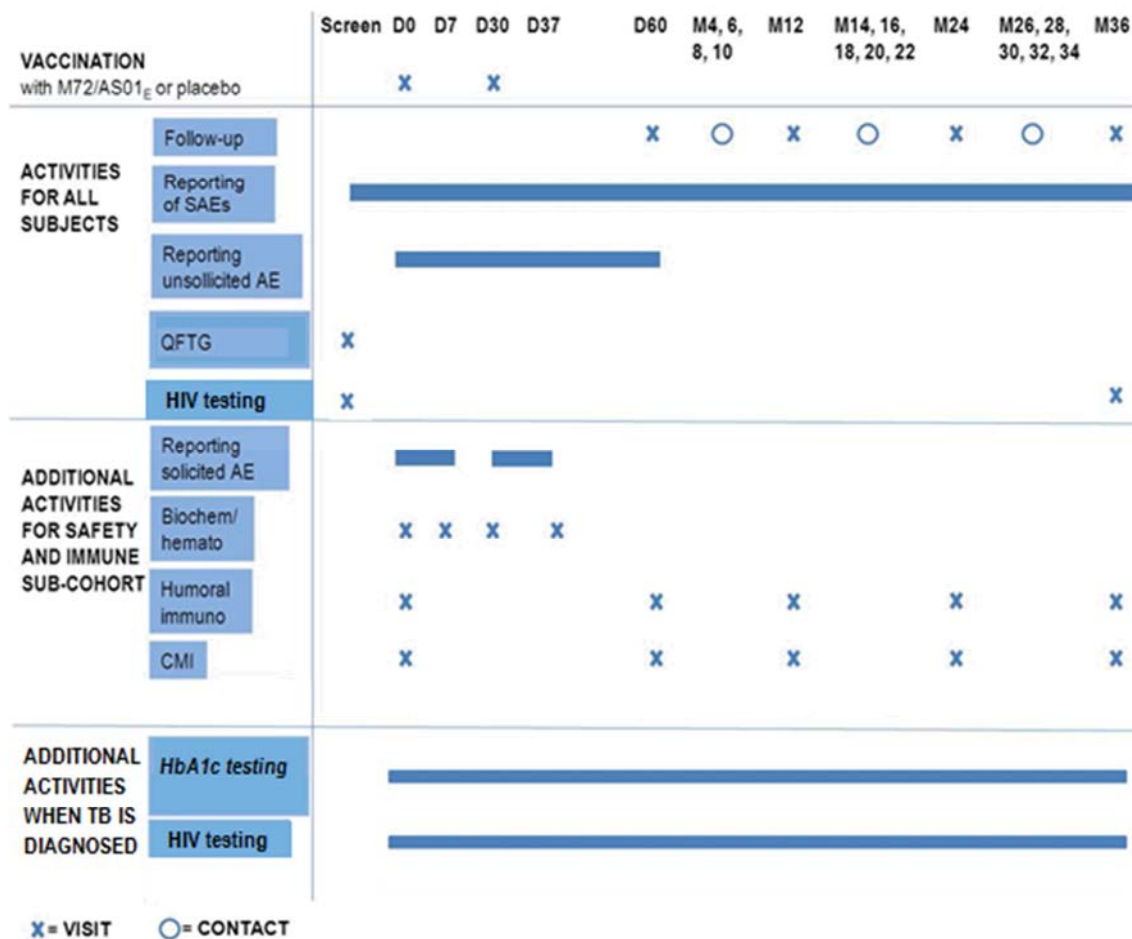 Screen D0 D7 D30 D37 D60 M4, 6, M12 M14, 16, M24 M26, 28, M36
8, 10 18, 20, 22 30, 32, 34
VACCINATION
with M72/AS01E or placebo
x x
ACTIVITIES
FOR ALL
SUBJECTS
Follow-up
x x x x
Reporting
of SAEs
Reporting
unsollicited AE
QFTG
x
HIV testing
x x
ADDITIONAL
ACTIVITIES
FOR SAFETY
AND IMMUNE
SUB-COHORT
Reporting
solicited AE
Biochem/
hemato
x x x x
Humoral
immuno
x x x x x
CMI
x x x x x
ADDITIONAL
ACTIVITIES
WHEN TB IS
DIAGNOSED
HbA1c testing
HIV testing
x = VISIT O= CONTACT